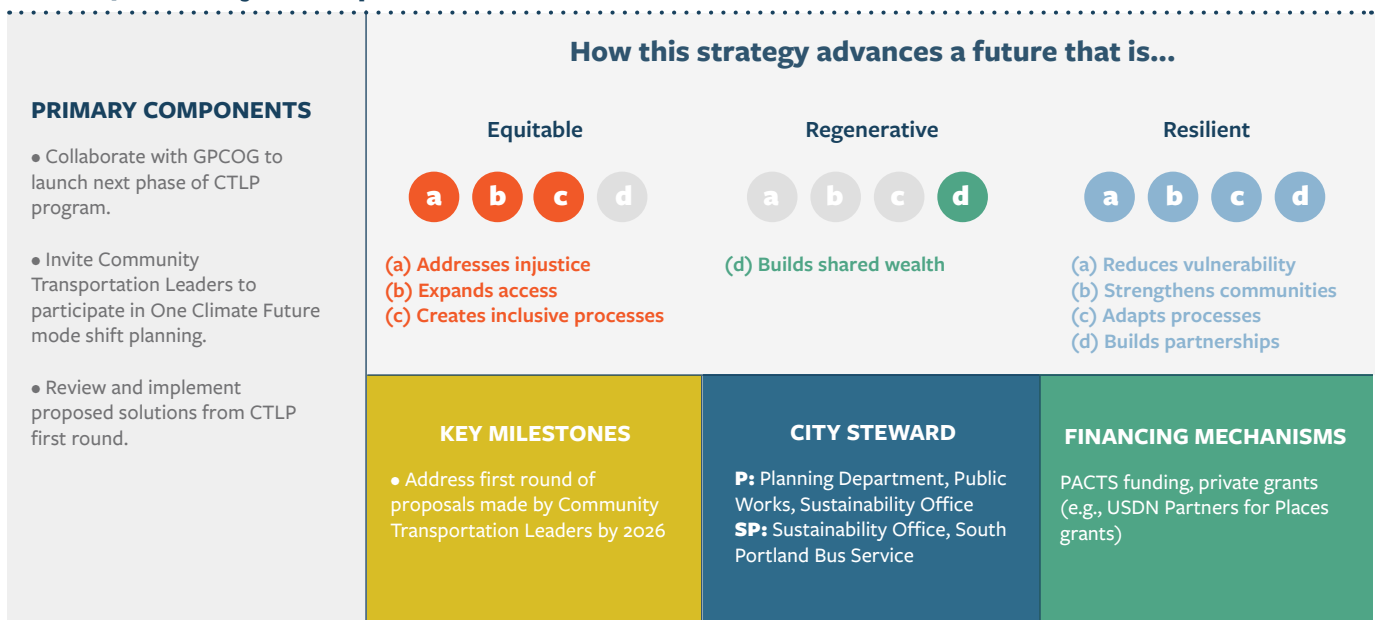 How this strategy advances a future that is...
PRIMARY COMPONENTS
• Collaborate with GPCOG to
launch next phase of CTLP
program.
• Invite Community
Transportation Leaders to
participate in One Climate Future
mode shift planning.
• Review and implement
proposed solutions from CTLP
first round.
Equitable
a b c d
(a) Addresses injustice
(b) Expands access
(c) Creates inclusive processes
Regenerative
a b c d
(d) Builds shared wealth
Resilient
a b c d
(a) Reduces vulnerability
(b) Strengthens communities
(c) Adapts processes
(d) Builds partnerships
KEY MILESTONES
• Address first round of
proposals made by Community
Transportation Leaders by 2026
CITY STEWARD
P: Planning Department, Public
Works, Sustainability Office
SP: Sustainability Office, South
Portland Bus Service
FINANCING MECHANISMS
PACTS funding, private grants
(e.g., USDN Partners for Places
grants)